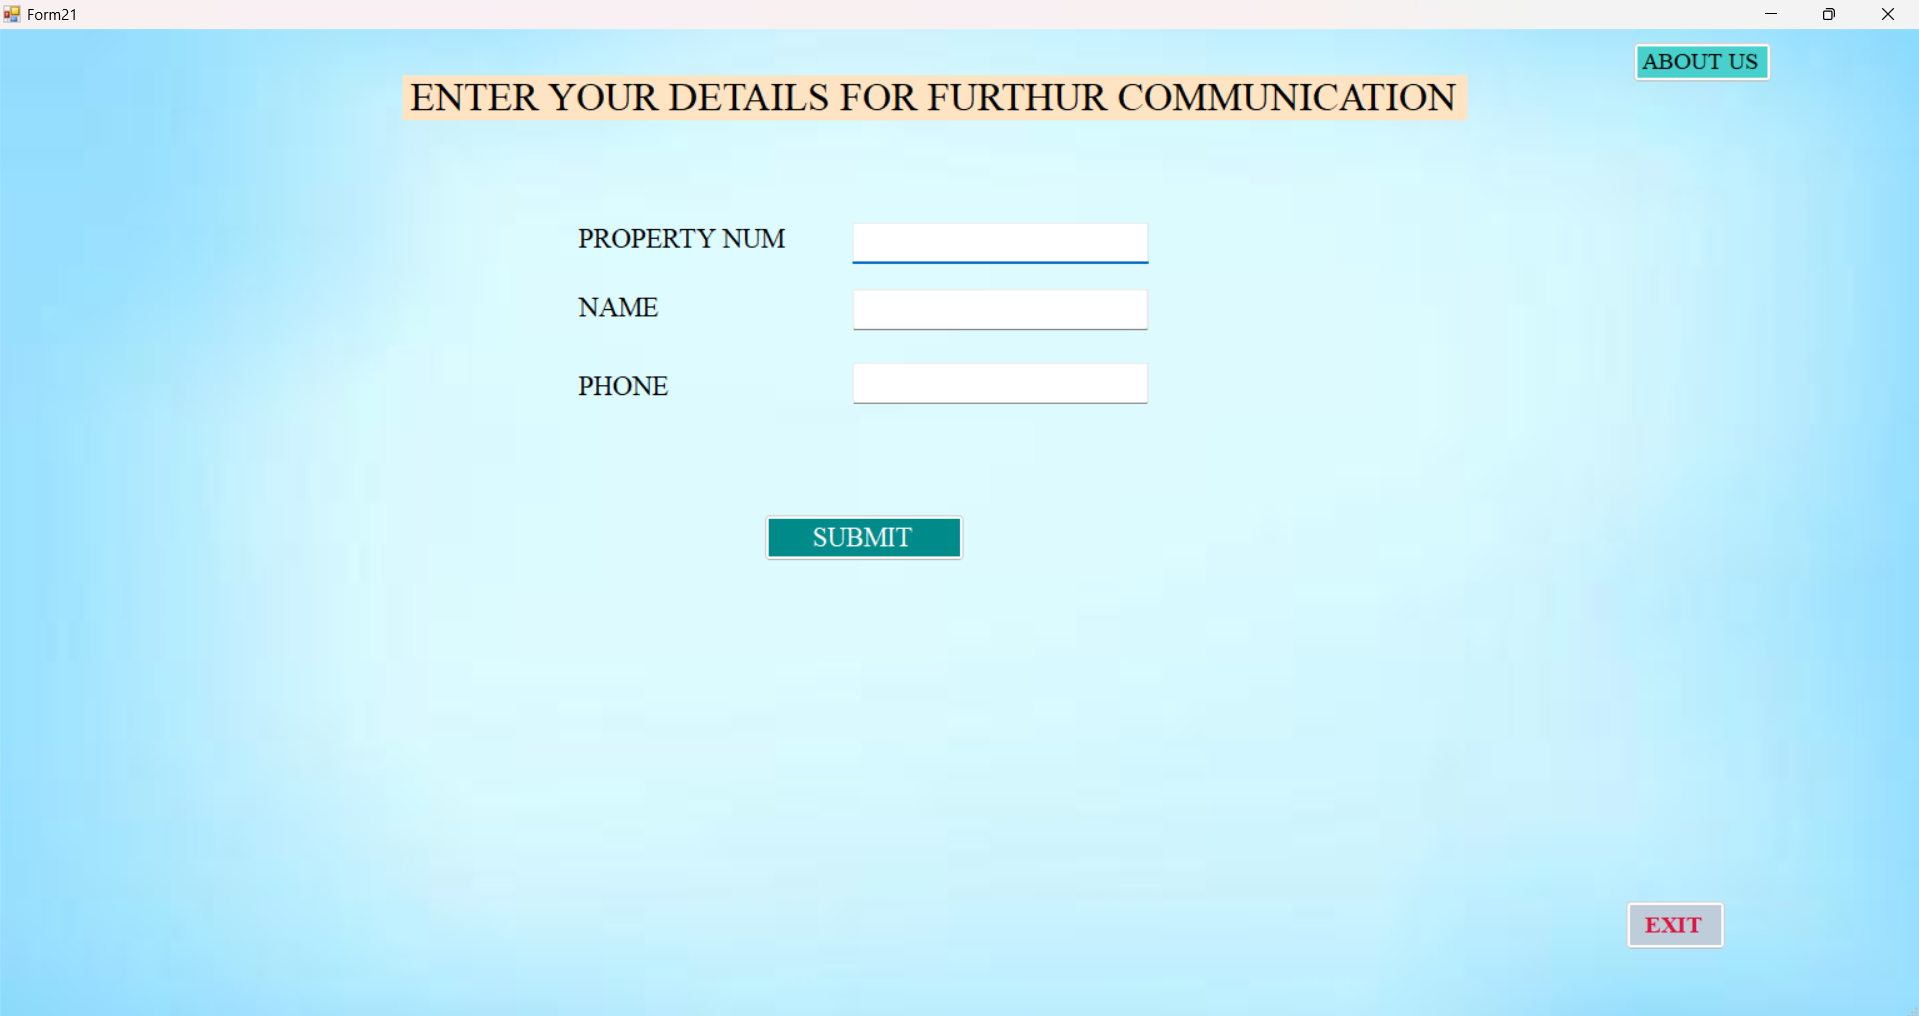 Form21
ABOUT US
ENTER YOUR DETAILS FOR FURTHUR COMMUNICATION
PROPERTY NUM
NAME
PHONE
SUBMIT
EXIT